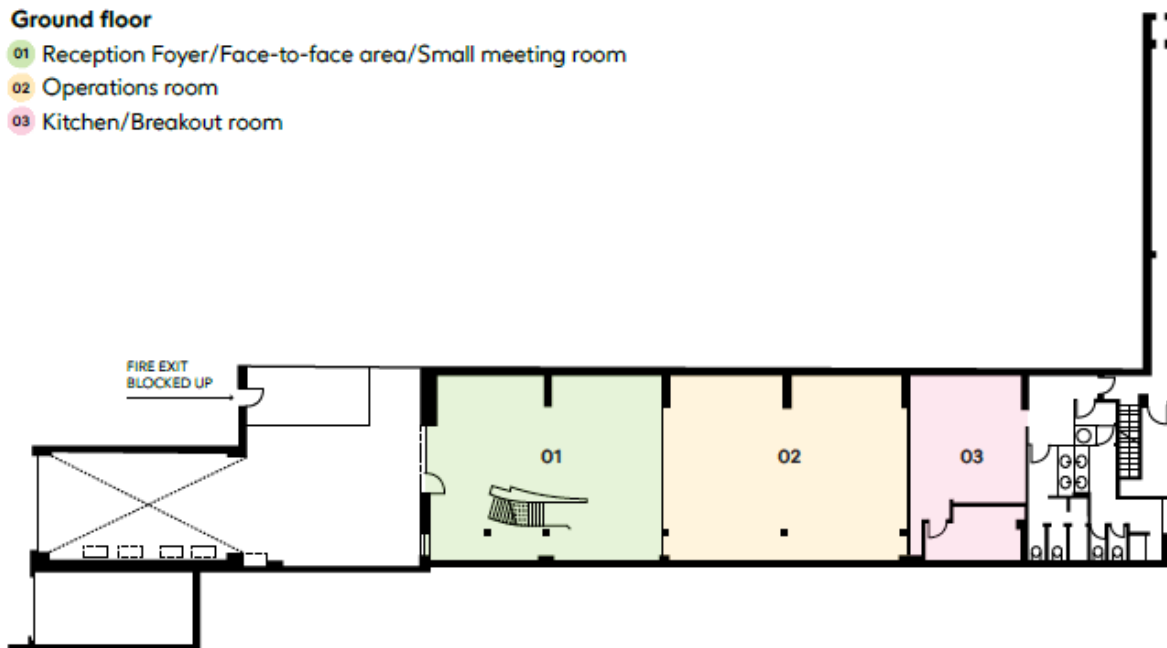 Ground floor
01 Reception Foyer/Face-to-face area/Small meeting room
02 Operations room
03 Kitchen/Breakout room
FIRE EXIT
BLOCKED UP
01
02
03